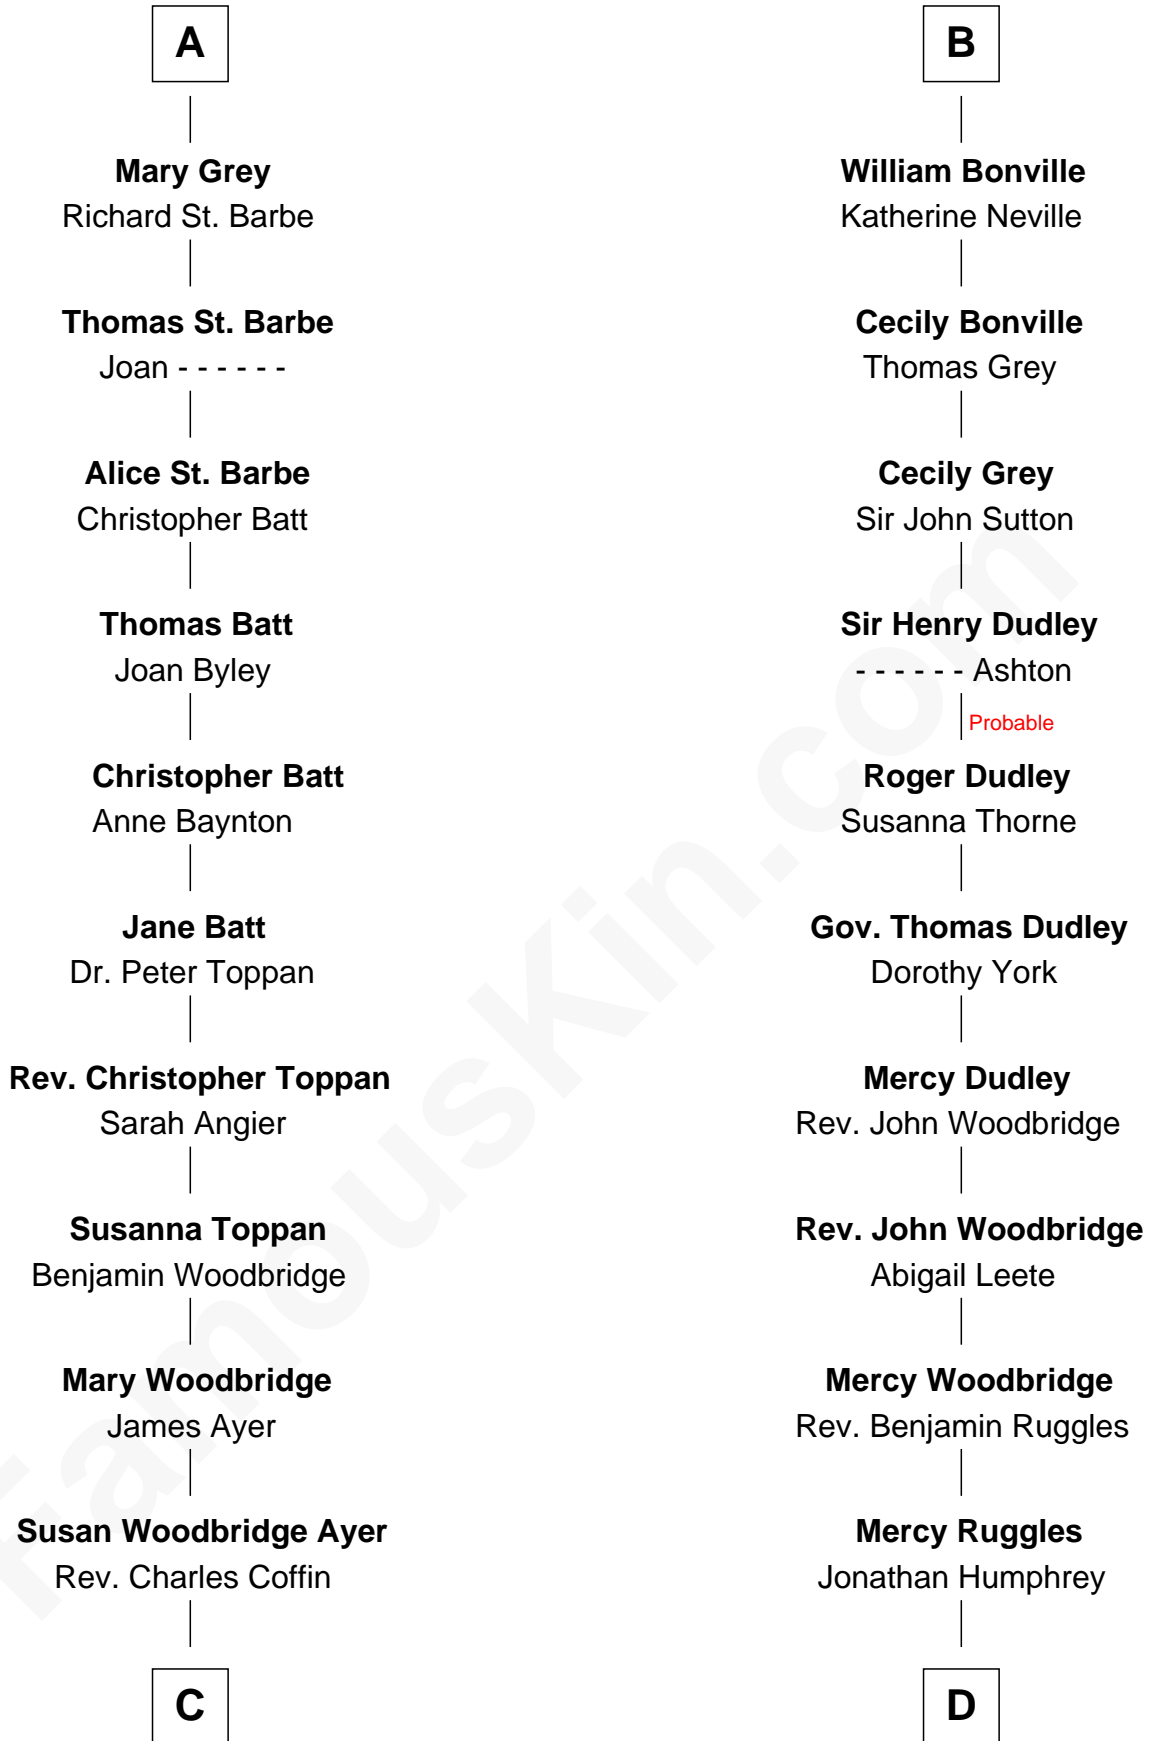 A
Mary Grey
Richard St. Barbe
Thomas St. Barbe
Joan - - - - - -
Alice St. Barbe
Christopher Batt
Thomas Batt
Joan Byley
Christopher Batt
Anne Baynton
Jane Batt
Dr. Peter Toppan
Rev. Christopher Toppan
Sarah Angier
Susanna Toppan
Benjamin Woodbridge
Mary Woodbridge
James Ayer
Susan Woodbridge Ayer
Rev. Charles Coffin
C
B
William Bonville
Katherine Neville
Cecily Bonville
Thomas Grey
Cecily Grey
Sir John Sutton
Sir Henry Dudley
- - - - - - Ashton
Probable
Roger Dudley
Susanna Thorne
Gov. Thomas Dudley
Dorothy York
Mercy Dudley
Rev. John Woodbridge
Rev. John Woodbridge
Abigail Leete
Mercy Woodbridge
Rev. Benjamin Ruggles
Mercy Ruggles
Jonathan Humphrey
D
FamousKin.com